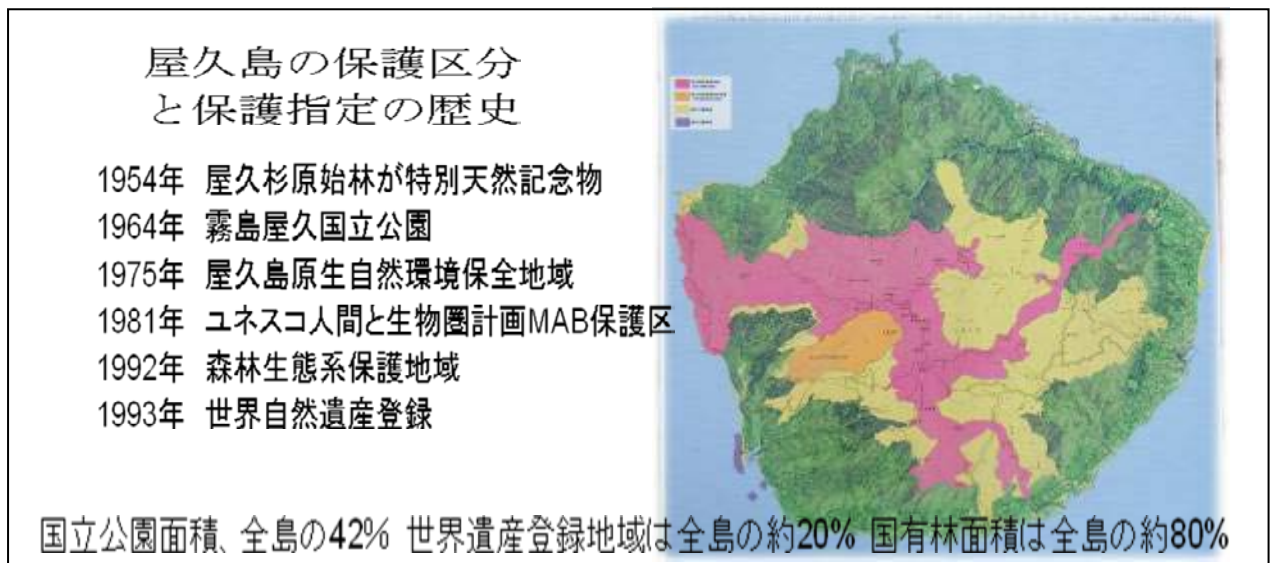 屋久島の保護区分
と保護指定の歴史
1954年 屋久杉原始林が特別天然記念物
1964年 霧島屋久国立公園
1975年 屋久島原生自然環境保全地域
1981年 ユネスコ人間と生物圏計画MAB保護区
1992年 森林生態系保護地域
1993年 世界自然遺産登録
国立公園面積、全島の42% 世界遺産登録地域は全島の約20% 国有林面積は全島の約80%